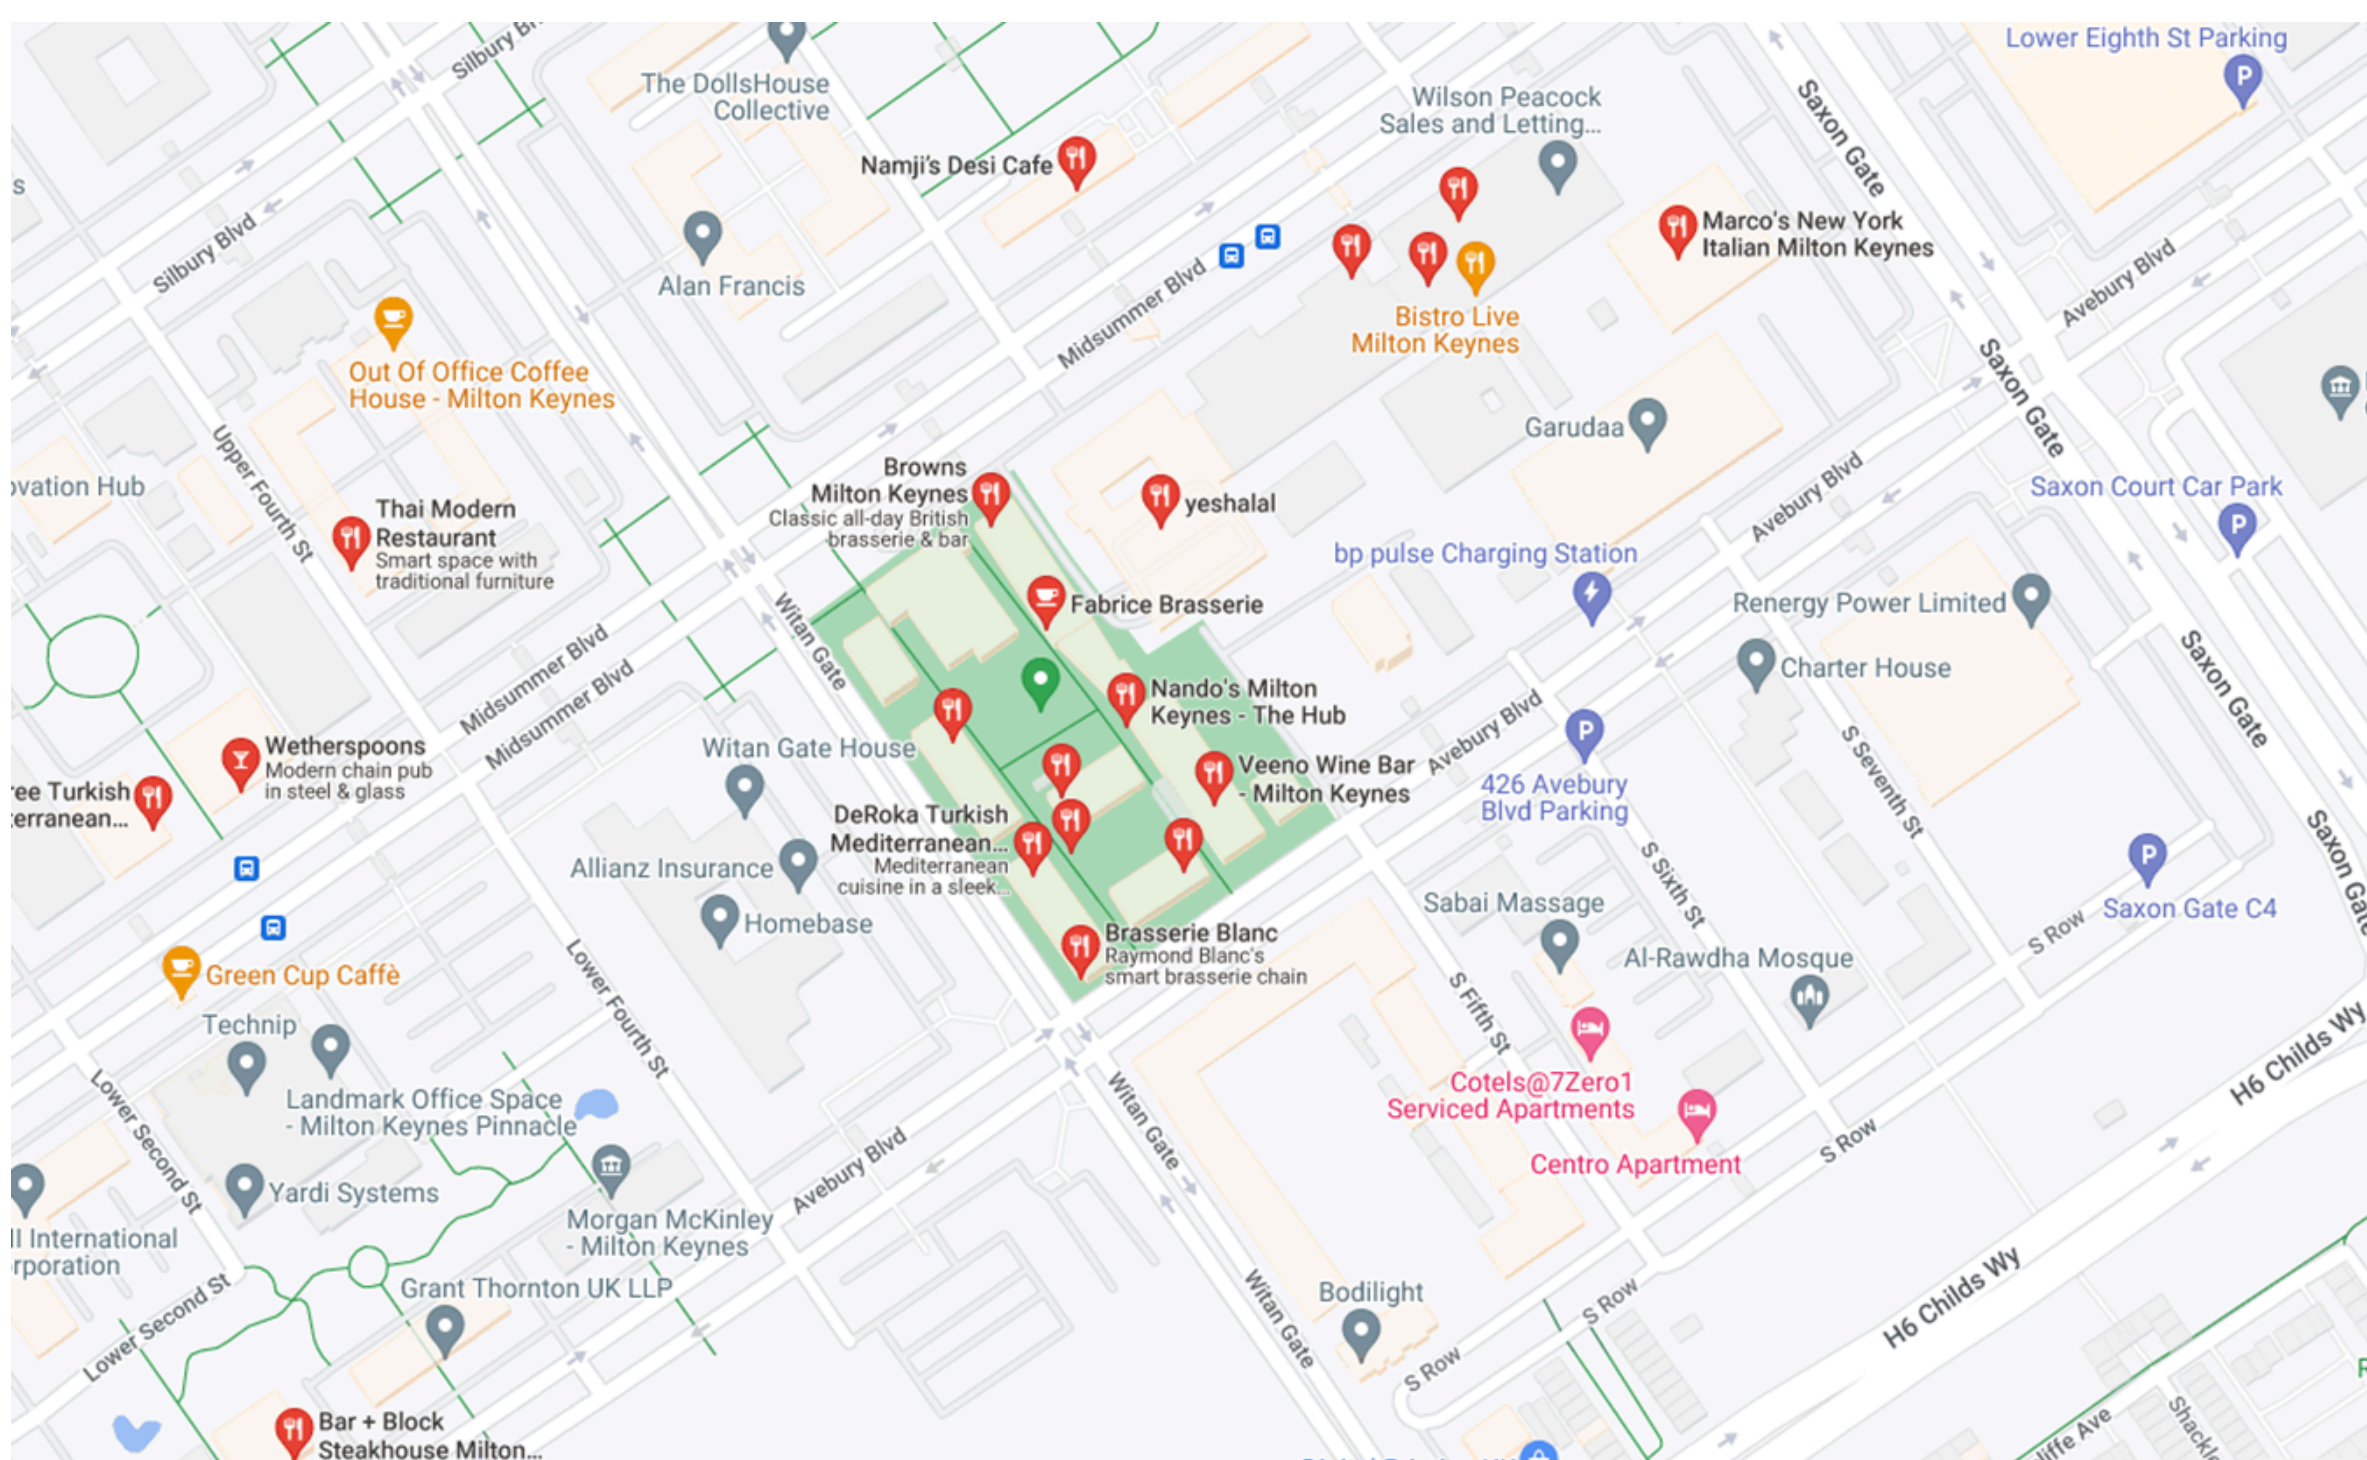 Silbury Bl
The DollsHouse
Collective
Lower Eighth St Parking
P
Saxon Gate
Wilson Peacock
Sales and Letting...
Namji's Desi Cafe
s
Silbury Blvd
Alan Francis
Midsummer Blvd
Marco's New York
Italian Milton Keynes
Bistro Live
Milton Keynes
Avebury Blvd
Out Of Office Coffee
House - Milton Keynes
Saxon Gate
Garudaa
Upper Fourth St
ovation Hub
Browns
Milton Keynes
Classic all-day British
brasserie & bar
yeshalal
Avebury Blvd
Saxon Court Car Park
P
Thai Modern
Restaurant
Smart space with
traditional furniture
bp pulse Charging Station
Fabrice Brasserie
Renergy Power Limited
Witan Gate
Charter House
Midsummer Blvd
Midsummer Blvd
Nando's Milton
Keynes - The Hub
Saxon Gate
Avebury Blvd
P
426 Avebury
Blvd Parking
Wetherspoons
Modern chain pub
in steel & glass
ree Turkish
erranean...
Witan Gate House
Veeno Wine Bar
- Milton Keynes
S Seventh St
DeRoka Turkish
Mediterranean...
Mediterranean
cuisine in a sleek...
Allianz Insurance
Homebase
S Sixth St
P
Saxon Gate C4
Saxon Gate
Sabai Massage
Brasserie Blanc
Raymond Blanc's
smart brasserie chain
S Row
Al-Rawdha Mosque
Green Cup Caffè
Lower Fourth St
S Fifth St
Technip
Landmark Office Space
- Milton Keynes Pinnacle
Cotels@7Zero1
Serviced Apartments
H6 Childs Wy
Lower Second St
Witan Gate
Avebury Blvd
Centro Apartment
S Row
Yardi Systems
Morgan McKinley
- Milton Keynes
ll International
rporation
Grant Thornton UK LLP
Lower Second St
Witan Gate
Bodilight
S Row
H6 Childs Wy
S Row
R
Bar + Block
Steakhouse Milton...
liffe Ave
Shackle